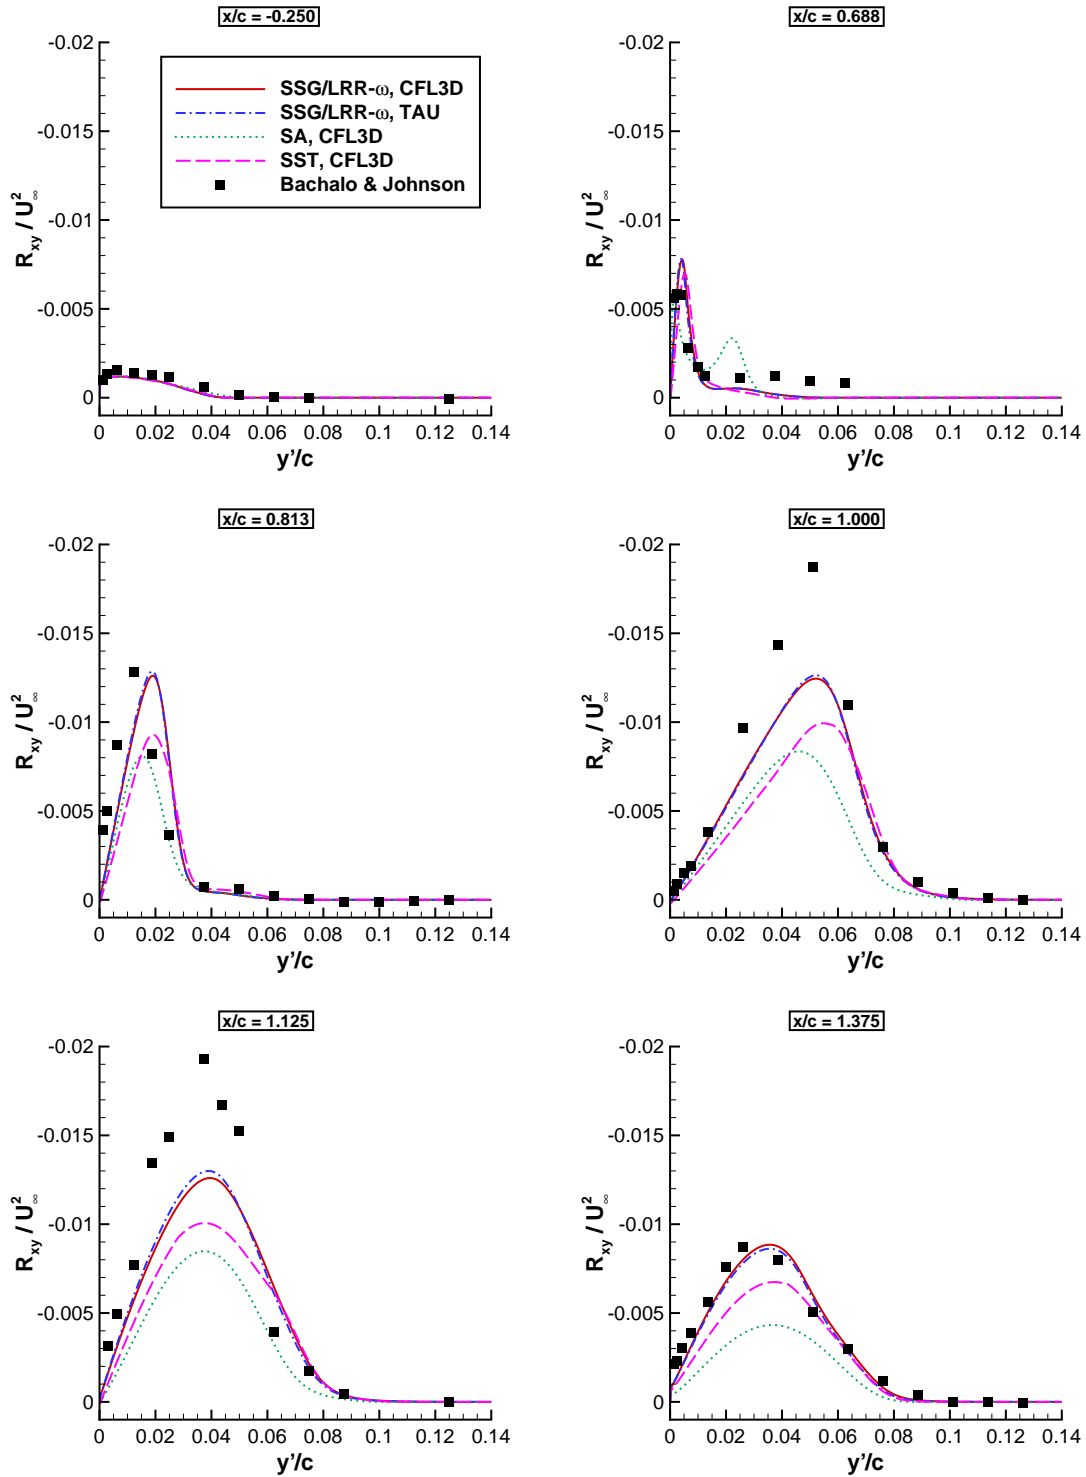 x/c = -0.250
-0.02
-0.015
-0.01
-0.005
0
R_xy / U²_∞
SSG/LRR-ω, CFL3D
SSG/LRR-ω, TAU
SA, CFL3D
SST, CFL3D
Bachalo & Johnson
0 0.02 0.04 0.06 0.08 0.1 0.12 0.14
y'/c
x/c = 0.688
-0.02
-0.015
-0.01
-0.005
0
R_xy / U²_∞
0 0.02 0.04 0.06 0.08 0.1 0.12 0.14
y'/c
x/c = 0.813
-0.02
-0.015
-0.01
-0.005
0
R_xy / U²_∞
0 0.02 0.04 0.06 0.08 0.1 0.12 0.14
y'/c
x/c = 1.000
-0.02
-0.015
-0.01
-0.005
0
R_xy / U²_∞
0 0.02 0.04 0.06 0.08 0.1 0.12 0.14
y'/c
x/c = 1.125
-0.02
-0.015
-0.01
-0.005
0
R_xy / U²_∞
0 0.02 0.04 0.06 0.08 0.1 0.12 0.14
y'/c
x/c = 1.375
-0.02
-0.015
-0.01
-0.005
0
R_xy / U²_∞
0 0.02 0.04 0.06 0.08 0.1 0.12 0.14
y'/c